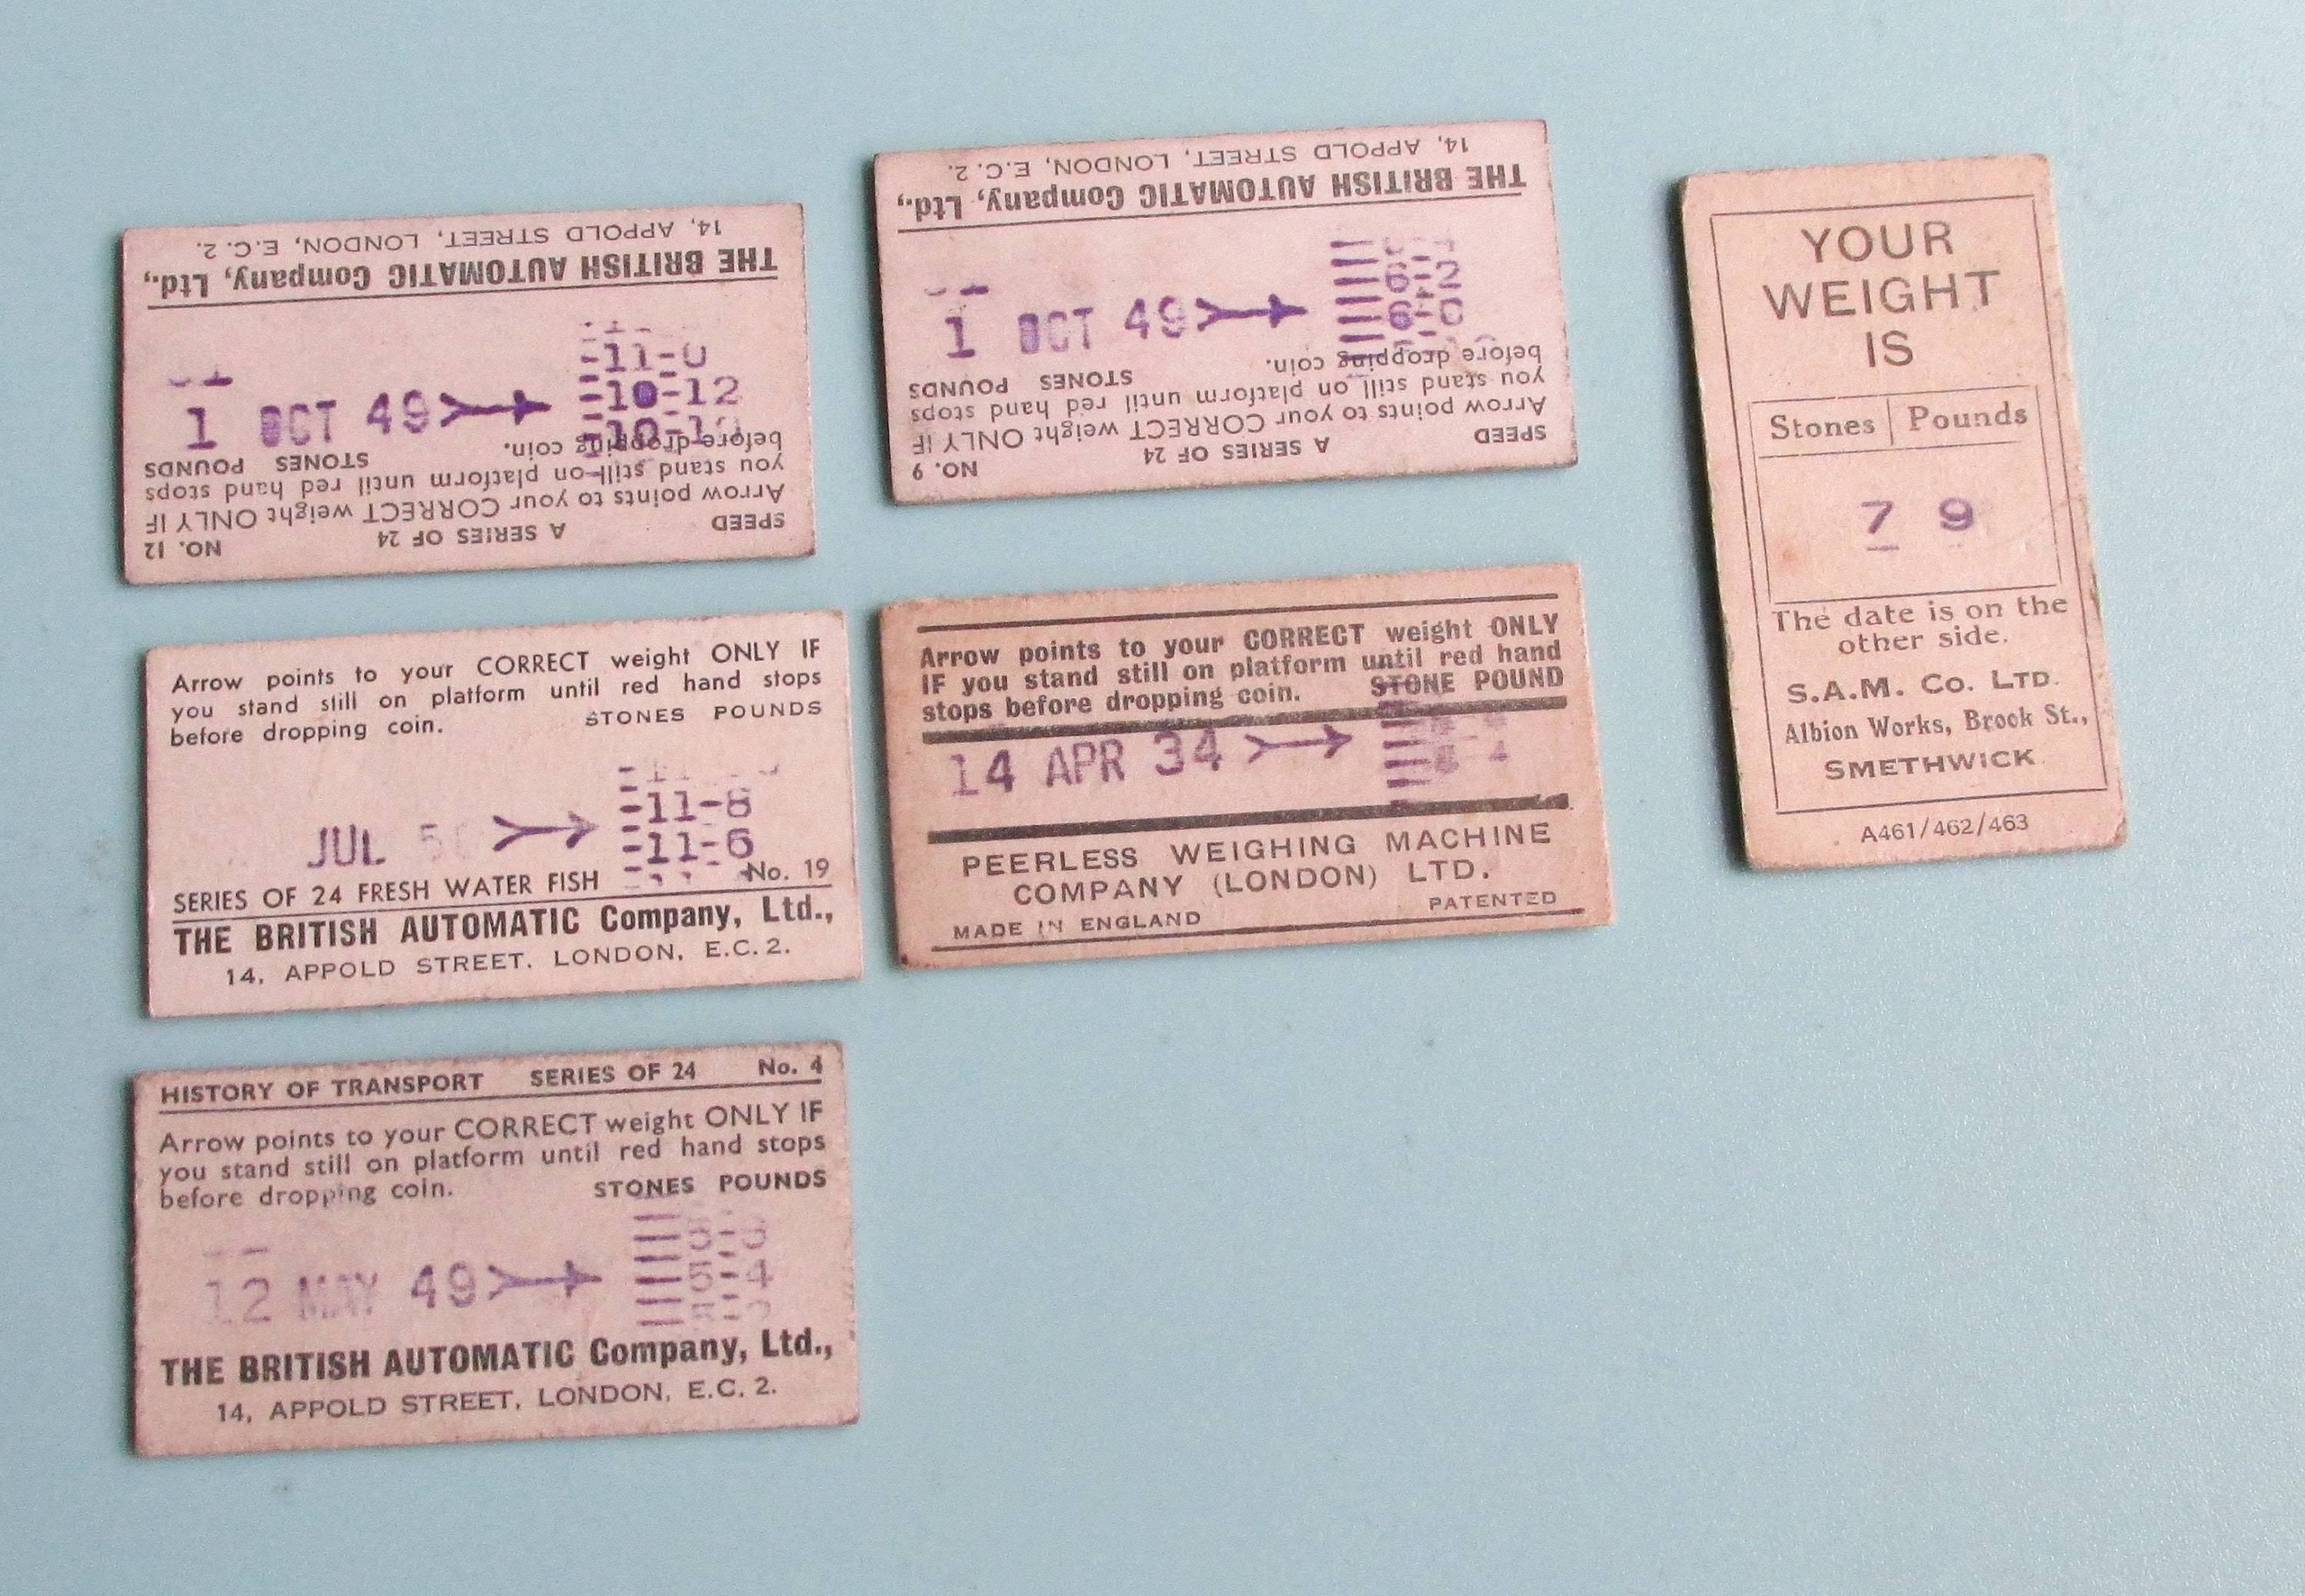 14, APPOLD STREET, LONDON, E.C. 2.
THE BRITISH AUTOMATIC Company, Ltd.,
1 OCT 49
-11-0
-10-12
before dropping coin.
STONES POUNDS
you stand still on platform until red hand stops
Arrow points to your CORRECT weight ONLY IF
SPEED A SERIES OF 24 NO. 12
14, APPOLD STREET, LONDON, E.C. 2.
THE BRITISH AUTOMATIC Company, Ltd.,
6-2
1 OCT 49
6-0
before dropping coin.
STONES POUNDS
you stand still on platform until red hand stops
Arrow points to your CORRECT weight ONLY IF
SPEED A SERIES OF 24 NO. 9
YOUR
WEIGHT
IS
Stones Pounds
7 9
The date is on the
other side.
S.A.M. Co. LTD.
Albion Works, Brook St.,
SMETHWICK.
A461/462/463
Arrow points to your CORRECT weight ONLY IF
you stand still on platform until red hand stops
before dropping coin. STONES POUNDS
-11-8
JUL
-11-6
SERIES OF 24 FRESH WATER FISH No. 19
THE BRITISH AUTOMATIC Company, Ltd.,
14, APPOLD STREET, LONDON, E.C. 2.
Arrow points to your CORRECT weight ONLY
IF you stand still on platform until red hand
stops before dropping coin. STONE POUND
14 APR 34
PEERLESS WEIGHING MACHINE
COMPANY (LONDON) LTD.
MADE IN ENGLAND PATENTED
HISTORY OF TRANSPORT SERIES OF 24 No. 4
Arrow points to your CORRECT weight ONLY IF
you stand still on platform until red hand stops
before dropping coin. STONES POUNDS
12 MAY 49
5-4
THE BRITISH AUTOMATIC Company, Ltd.,
14, APPOLD STREET, LONDON, E.C. 2.